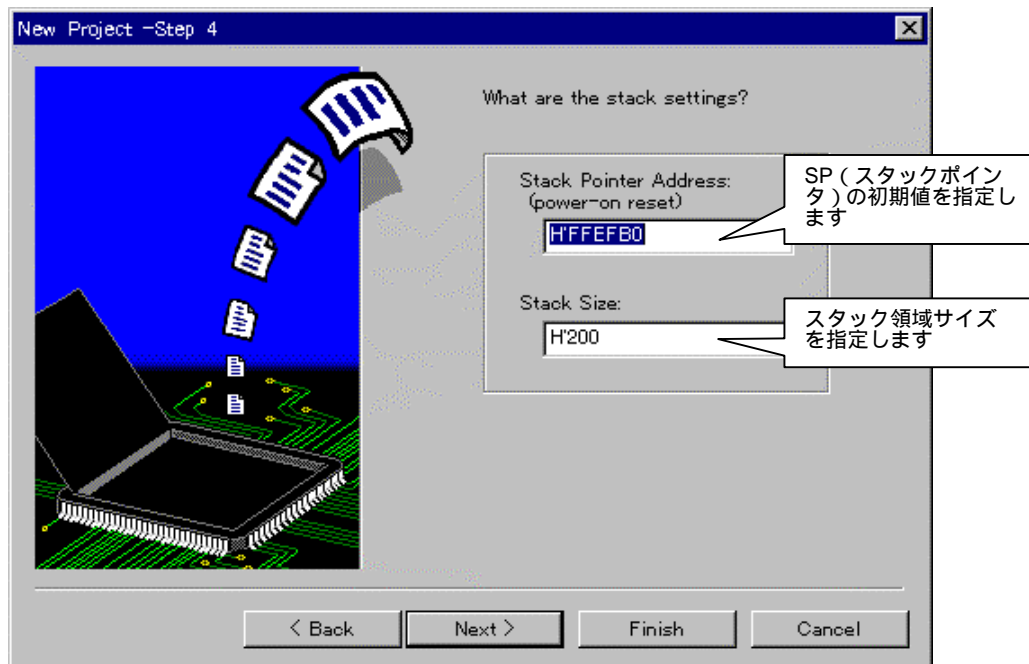 New Project -Step 4
What are the stack settings?
Stack Pointer Address:
(power-on reset)
H'FFEFB0
SP（スタックポイン
タ）の初期値を指定し
ます
Stack Size:
H'200
スタック領域サイズ
を指定します
< Back
Next >
Finish
Cancel